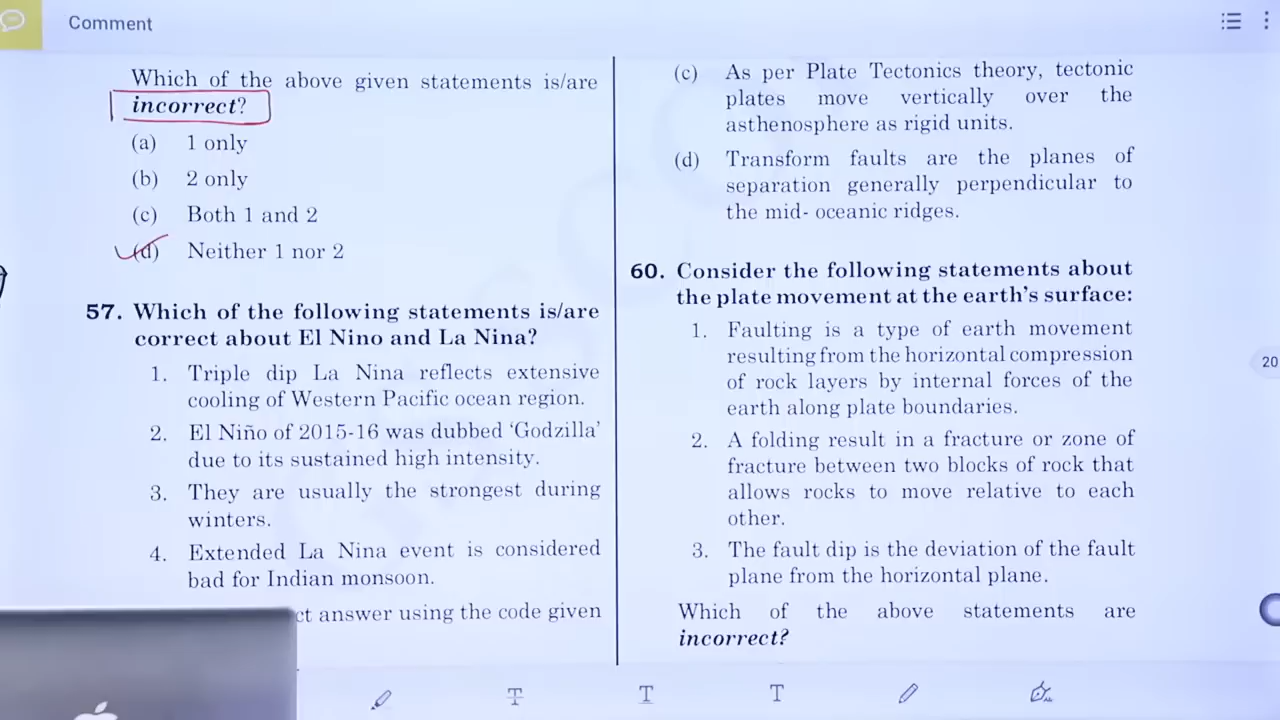 Comment
Which of the above given statements is/are
incorrect?
(a) 1 only
(b) 2 only
(c) Both 1 and 2
(d) Neither 1 nor 2
57. Which of the following statements is/are
correct about El Nino and La Nina?
1. Triple dip La Nina reflects extensive
cooling of Western Pacific ocean region.
2. El Niño of 2015-16 was dubbed ‘Godzilla’
due to its sustained high intensity.
3. They are usually the strongest during
winters.
4. Extended La Nina event is considered
bad for Indian monsoon.
ct answer using the code given
(c) As per Plate Tectonics theory, tectonic
plates move vertically over the
asthenosphere as rigid units.
(d) Transform faults are the planes of
separation generally perpendicular to
the mid- oceanic ridges.
60. Consider the following statements about
the plate movement at the earth’s surface:
1. Faulting is a type of earth movement
resulting from the horizontal compression
of rock layers by internal forces of the
earth along plate boundaries.
2. A folding result in a fracture or zone of
fracture between two blocks of rock that
allows rocks to move relative to each
other.
3. The fault dip is the deviation of the fault
plane from the horizontal plane.
Which of the above statements are
incorrect?
20
T T T